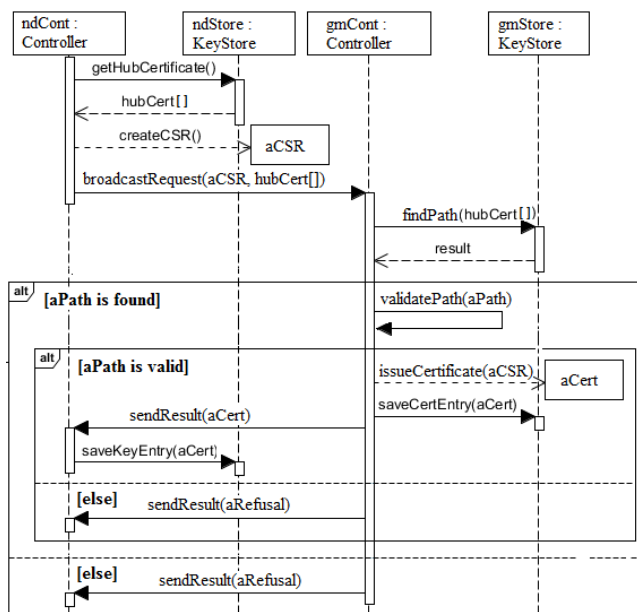 ndCont :
Controller
ndStore :
KeyStore
gmCont :
Controller
gmStore :
KeyStore
getHubCertificate()
hubCert[]
createCSR()
aCSR
broadcastRequest(aCSR, hubCert[])
findPath(hubCert[])
result
alt
[aPath is found]
validatePath(aPath)
alt
[aPath is valid]
issueCertificate(aCSR)
aCert
sendResult(aCert)
saveCertEntry(aCert)
saveKeyEntry(aCert)
[else]
sendResult(aRefusal)
[else]
sendResult(aRefusal)